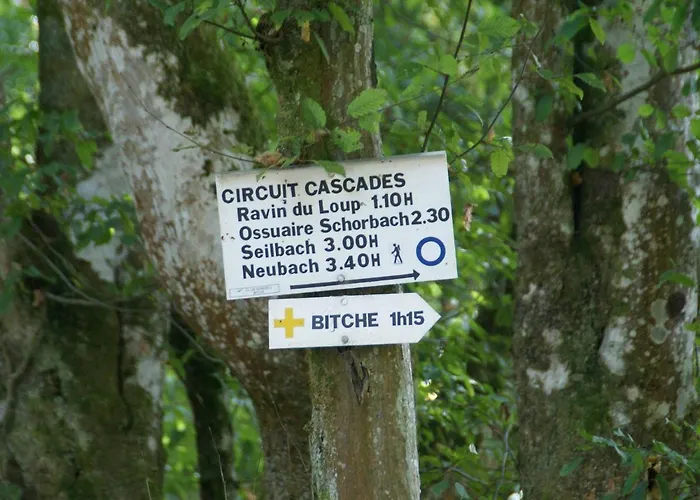 CIRCUIT CASCADES
Ravin du Loup 1.10H
Ossuaire Schorbach 2.30
Seilbach 3.00H
Neubach 3.40H
BITCHE 1h15